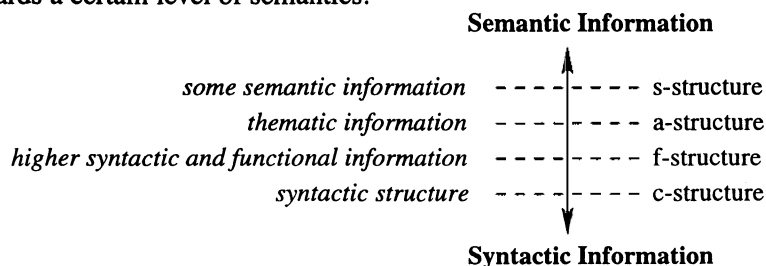 ards a certain level of semantics.
Semantic Information
some semantic information s-structure
thematic information a-structure
higher syntactic and functional information f-structure
syntactic structure c-structure
Syntactic Information